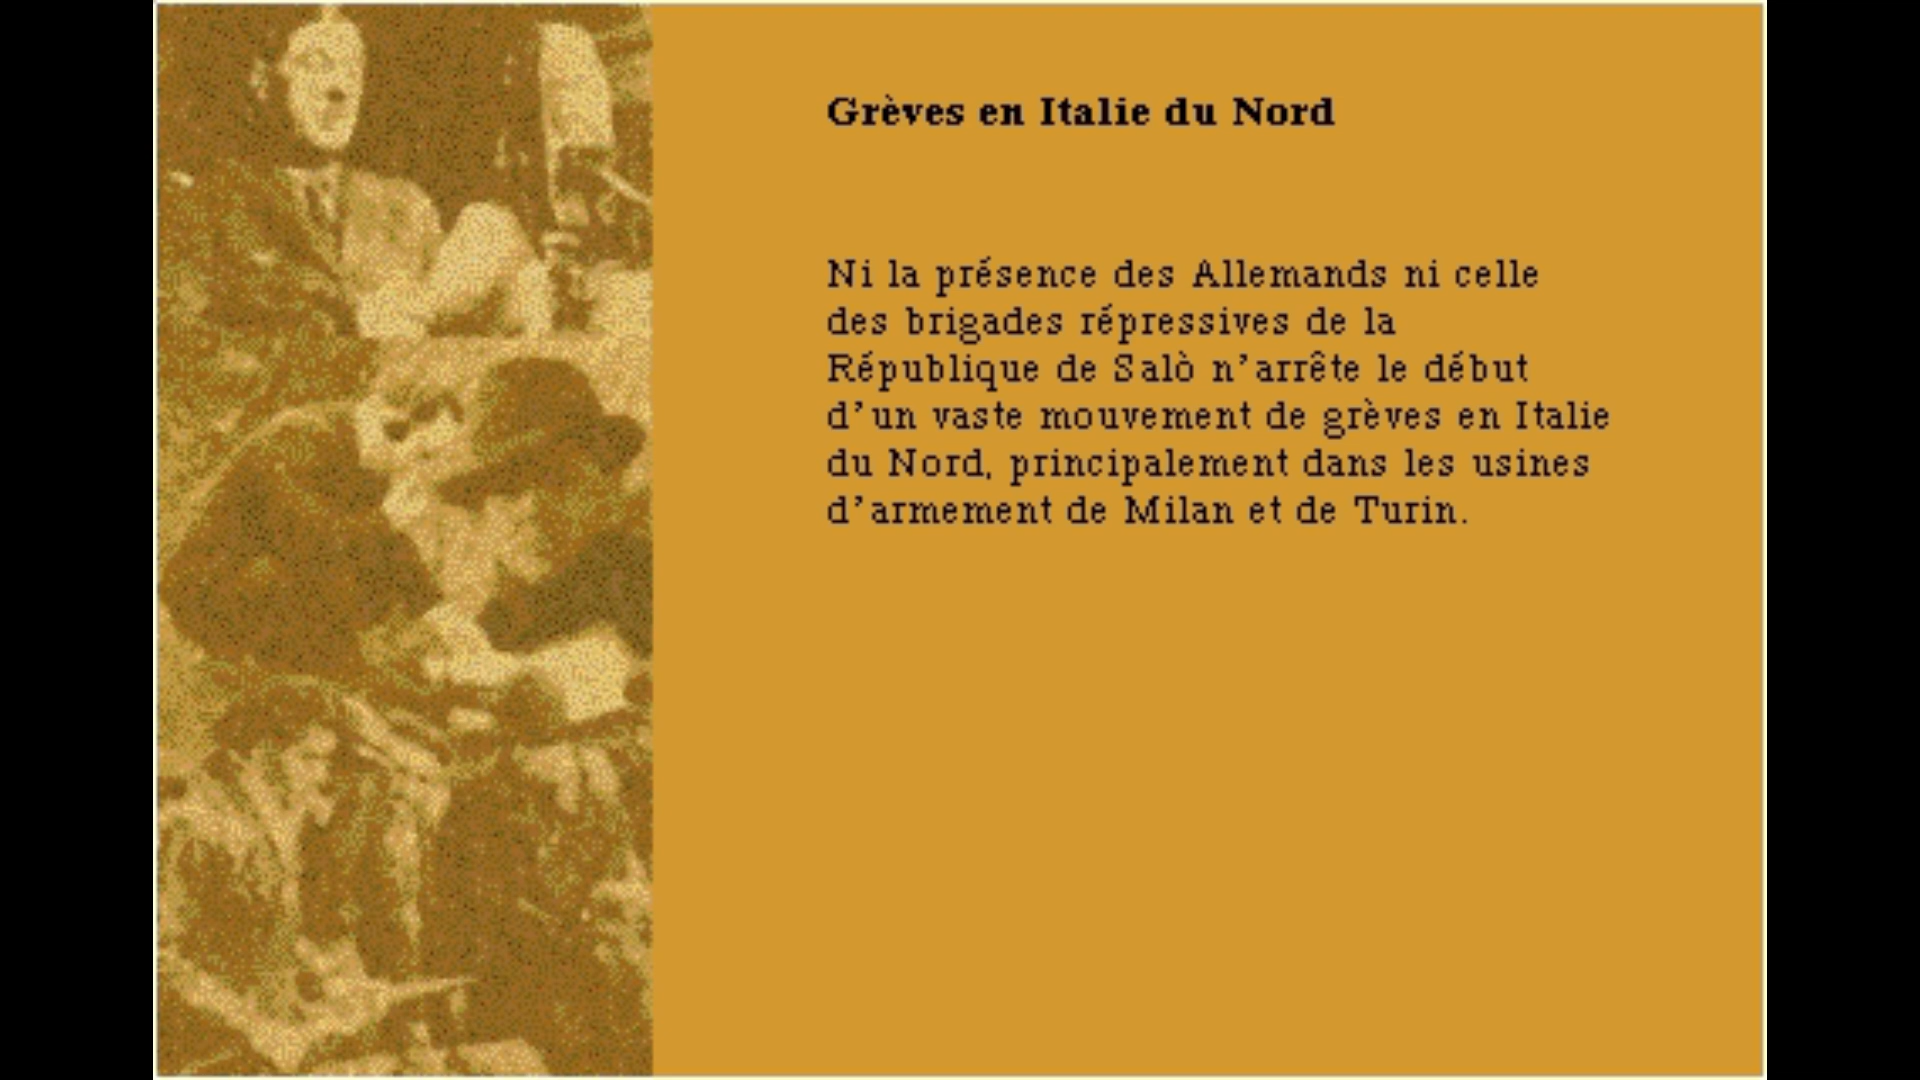 Grèves en Italie du Nord
Ni la présence des Allemands ni celle
des brigades répressives de la
République de Salò n’arrête le début
d’un vaste mouvement de grèves en Italie
du Nord, principalement dans les usines
d’armement de Milan et de Turin.